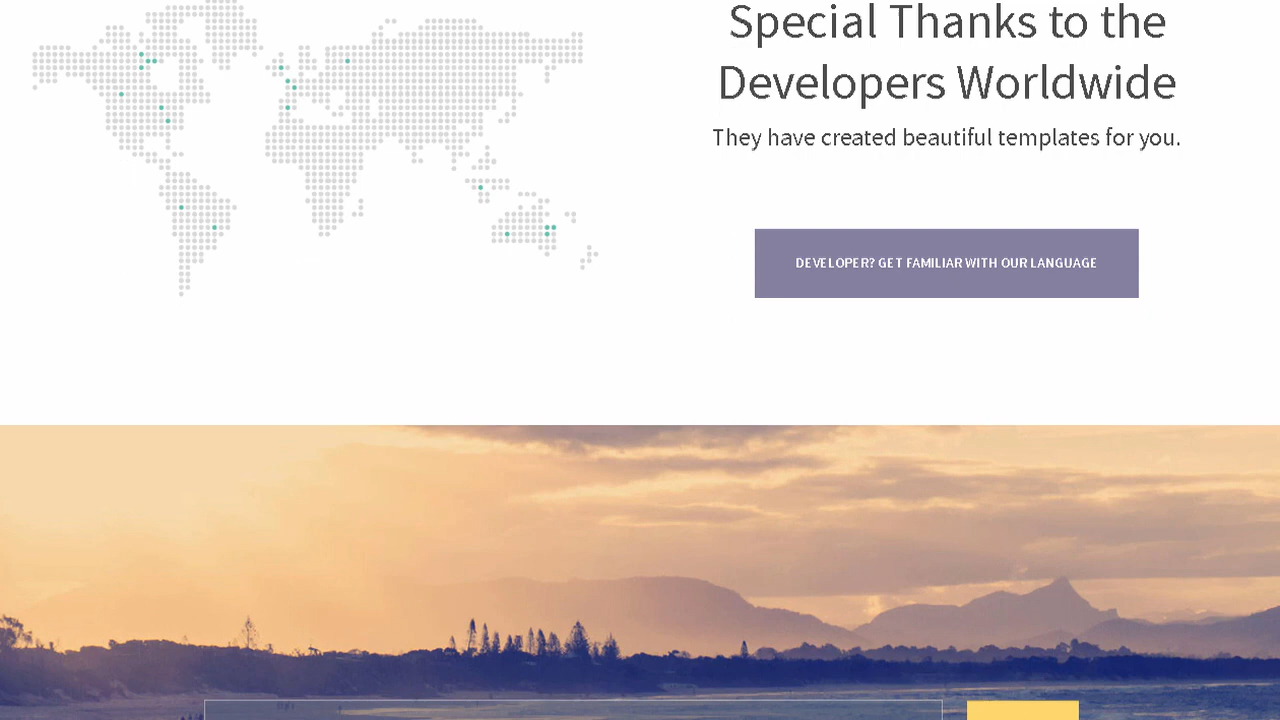 Special Thanks to the
Developers Worldwide
They have created beautiful templates for you.
DEVELOPER? GET FAMILIAR WITH OUR LANGUAGE